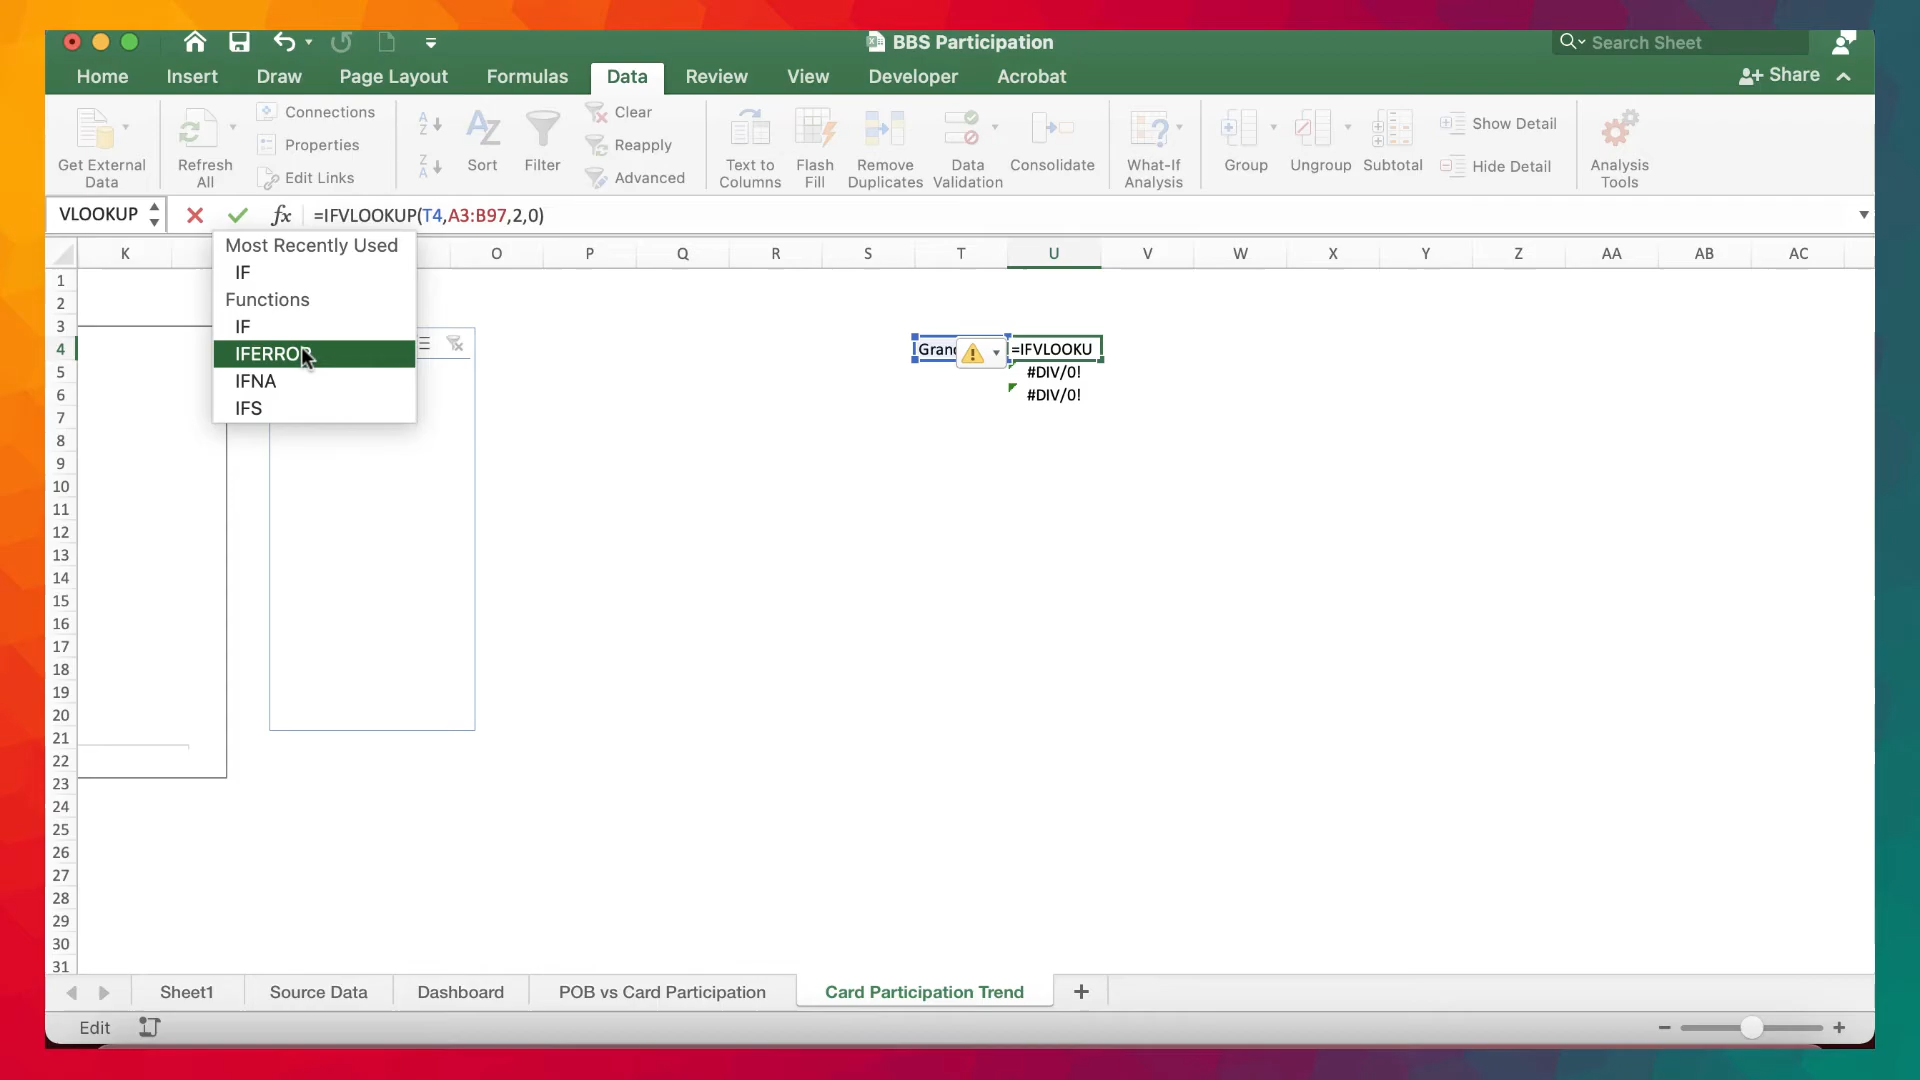 BBS Participation
Search Sheet
Home Insert Draw Page Layout Formulas Data Review View Developer Acrobat Share
Get External Data
Refresh All
Connections
Properties
Edit Links
Sort
Filter
Clear
Reapply
Advanced
Text to Columns
Flash Fill
Remove Duplicates
Data Validation
Consolidate
What-If Analysis
Group
Ungroup
Subtotal
Show Detail
Hide Detail
Analysis Tools
VLOOKUP fx =IFVLOOKUP(T4,A3:B97,2,0)
Most Recently Used
IF
Functions
IF
IFERROR
IFNA
IFS
K O P Q R S T U V W X Y Z AA AB AC
1
2
3
4 Grand =IFVLOOKU
5 #DIV/0!
6 #DIV/0!
7
8
9
10
11
12
13
14
15
16
17
18
19
20
21
22
23
24
25
26
27
28
29
30
31
Sheet1 Source Data Dashboard POB vs Card Participation Card Participation Trend
Edit